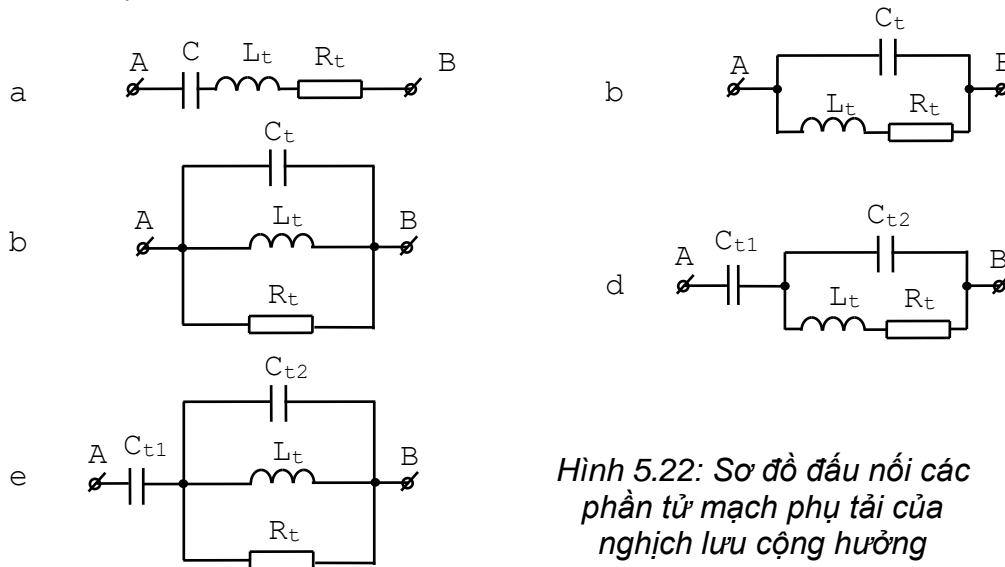 a
A C Lt Rt B
b
Ct
A B
Lt Rt
b
Ct
A Lt B
Rt
d
A Ct1 Ct2 B
Lt Rt
e
Ct2
A Ct1 Lt B
Rt
Hình 5.22: Sơ đồ đấu nối các
phần tử mạch phụ tải của
nghịch lưu cộng hưởng